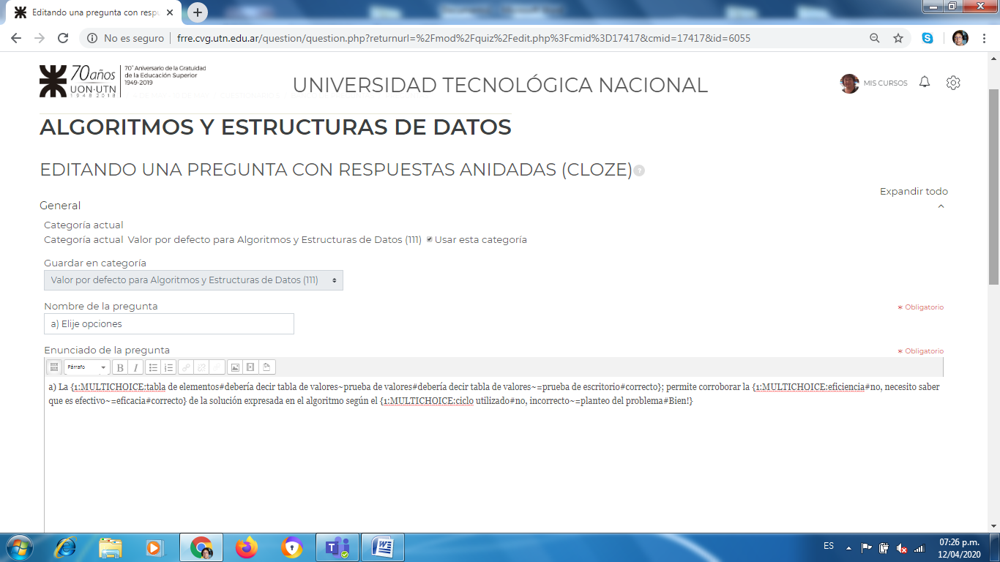 Editando una pregunta con resp
No es seguro
frre.cvg.utn.edu.ar/question/question.php?returnurl=%2Fmod%2Fquiz%2Fedit.php%3Fcmid%3D17417&cmid=17417&id=6055
70 años
UON·UTN
1948 2018
70° Aniversario de la Gratuidad
de la Educación Superior
1949-2019
UNIVERSIDAD TECNOLÓGICA NACIONAL
MIS CURSOS
ALGORITMOS Y ESTRUCTURAS DE DATOS
EDITANDO UNA PREGUNTA CON RESPUESTAS ANIDADAS (CLOZE)
Expandir todo
General
Categoría actual
Categoría actual Valor por defecto para Algoritmos y Estructuras de Datos (111) Usar esta categoría
Guardar en categoría
Valor por defecto para Algoritmos y Estructuras de Datos (111)
Nombre de la pregunta
Obligatorio
a) Elije opciones
Enunciado de la pregunta
Obligatorio
Párrafo B I
a) La {1:MULTICHOICE:tabla de elementos#debería decir tabla de valores~prueba de valores#debería decir tabla de valores~=prueba de escritorio#correcto}; permite corroborar la {1:MULTICHOICE:eficiencia#no, necesito saber
que es efectivo~=eficacia#correcto} de la solución expresada en el algoritmo según el {1:MULTICHOICE:ciclo utilizado#no, incorrecto~=planteo del problema#Bien!}
ES
07:26 p.m.
12/04/2020